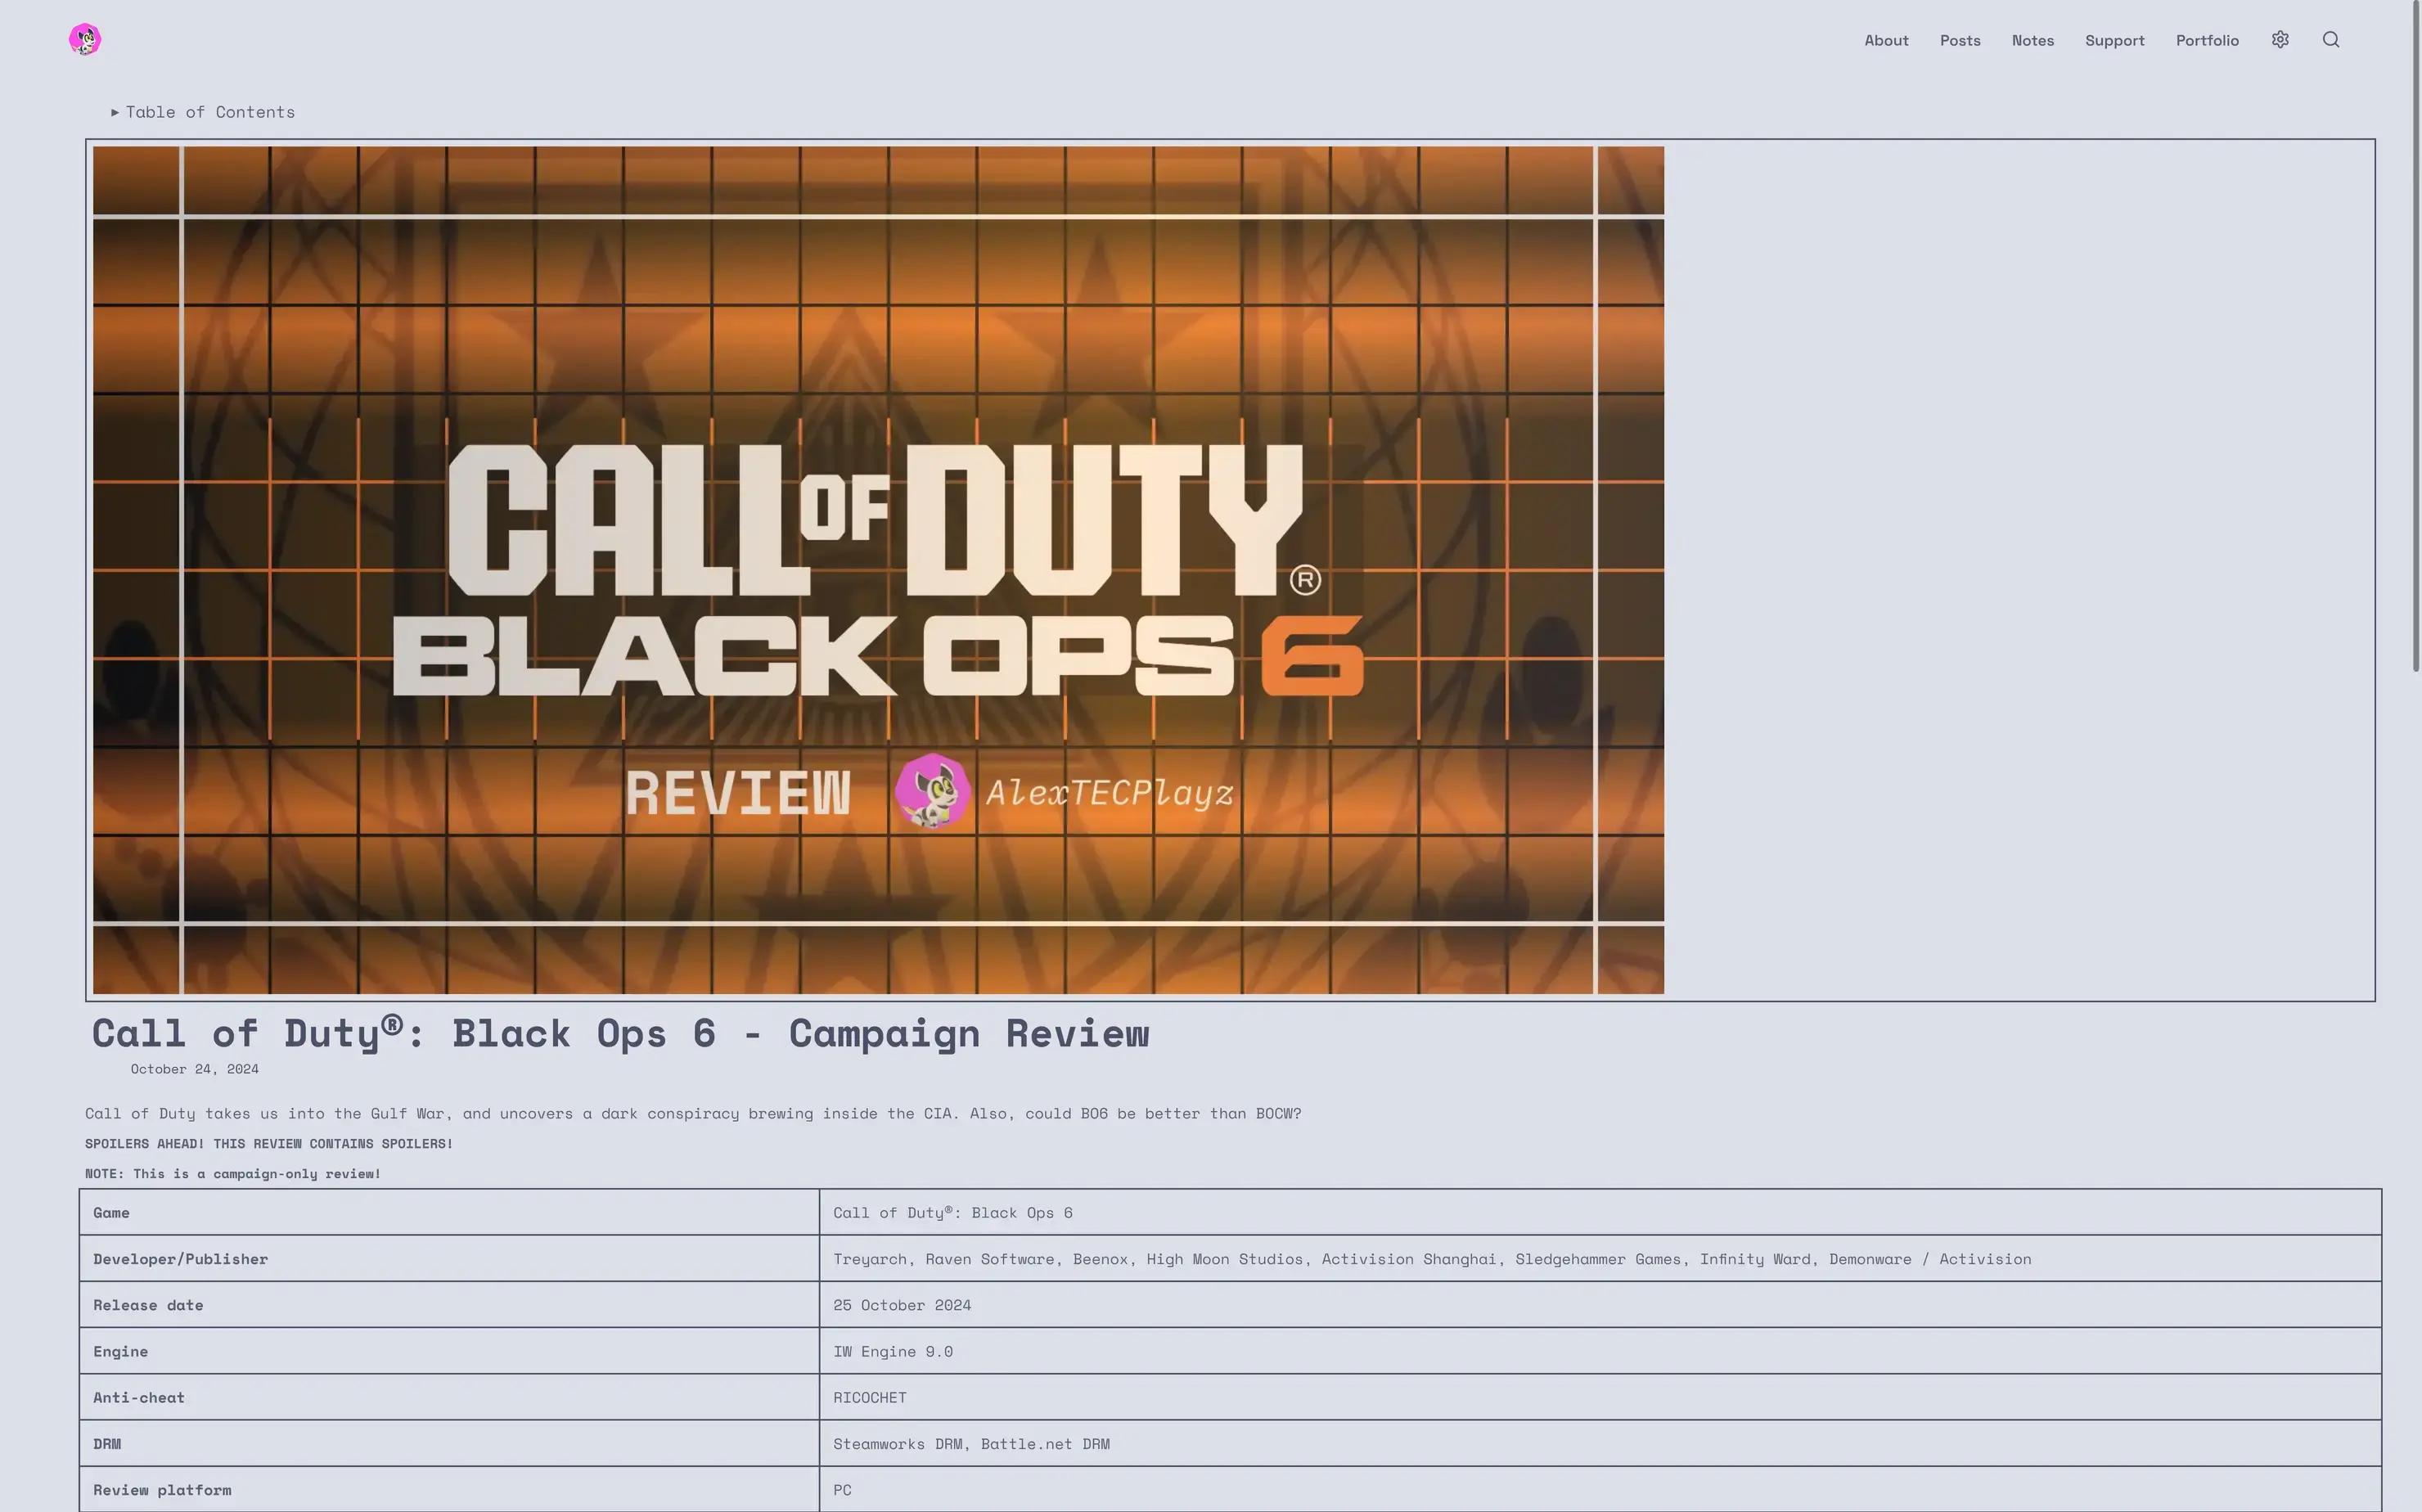 About Posts Notes Support Portfolio
▸ Table of Contents
CALL OF DUTY®
BLACK OPS 6
REVIEW AlexTECPlayz
Call of Duty®: Black Ops 6 - Campaign Review
October 24, 2024
Call of Duty takes us into the Gulf War, and uncovers a dark conspiracy brewing inside the CIA. Also, could BO6 be better than BOCW?
SPOILERS AHEAD! THIS REVIEW CONTAINS SPOILERS!
NOTE: This is a campaign-only review!
Game Call of Duty®: Black Ops 6
Developer/Publisher Treyarch, Raven Software, Beenox, High Moon Studios, Activision Shanghai, Sledgehammer Games, Infinity Ward, Demonware / Activision
Release date 25 October 2024
Engine IW Engine 9.0
Anti-cheat RICOCHET
DRM Steamworks DRM, Battle.net DRM
Review platform PC